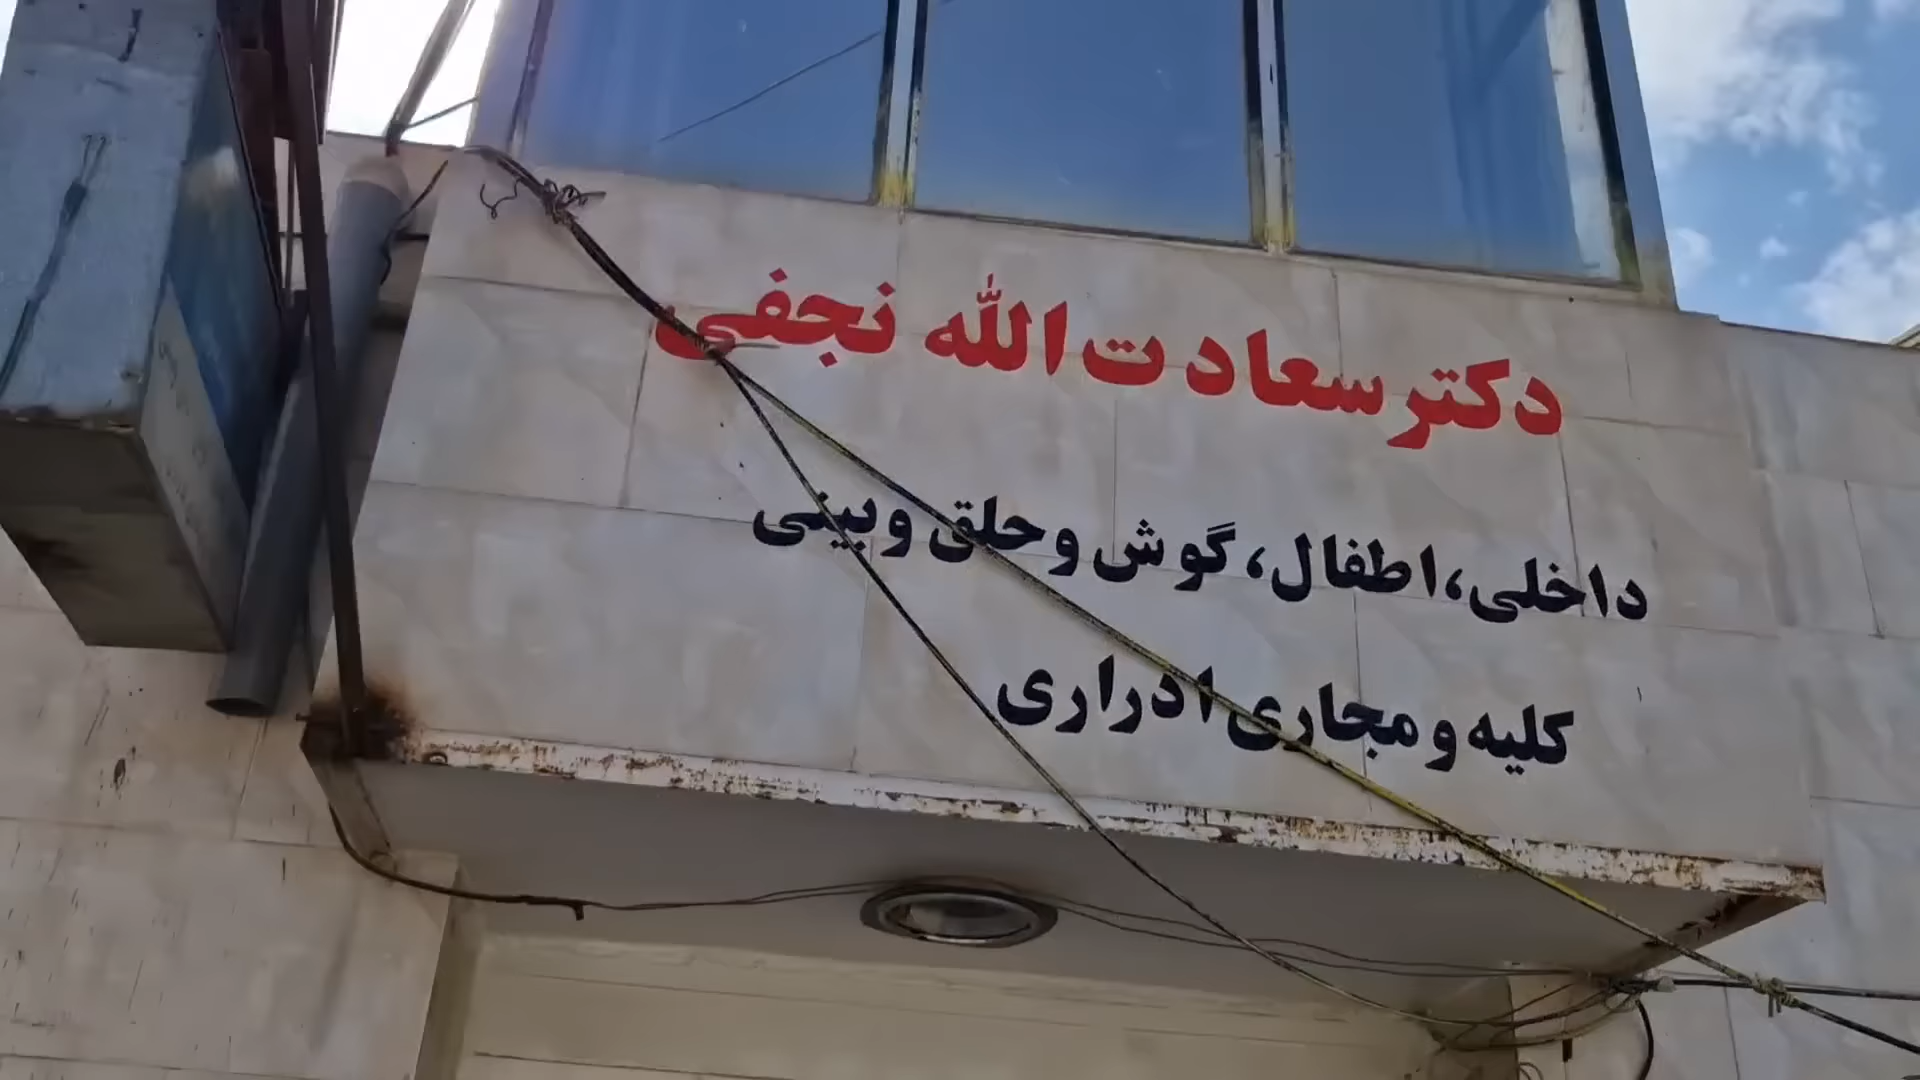 دکتر سعادت الله نجفی
داخلی، اطفال، گوش و حلق و بینی
کلیه و مجاری ادراری